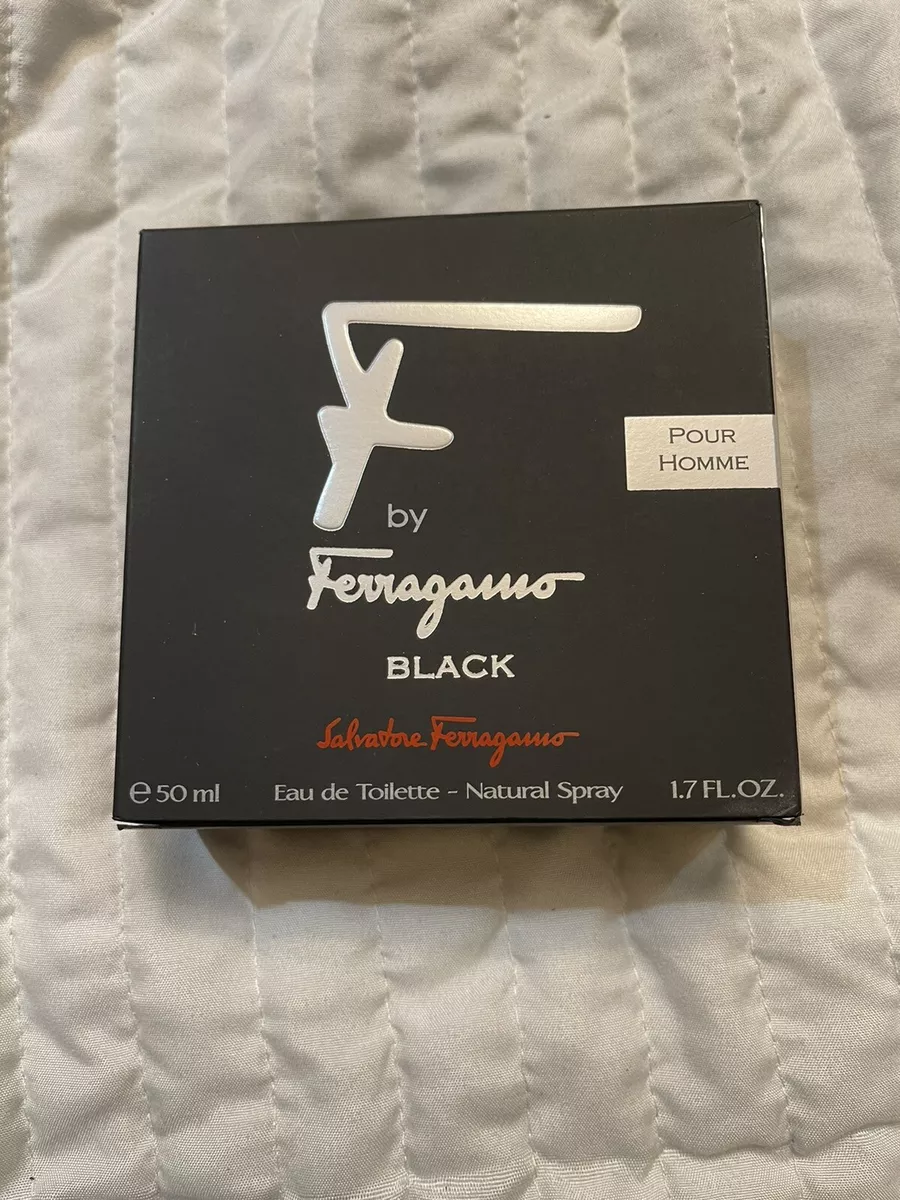 F by
Ferragamo
BLACK
POUR
HOMME
Salvatore Ferragamo
℮ 50 ml Eau de Toilette - Natural Spray 1.7 FL.OZ.